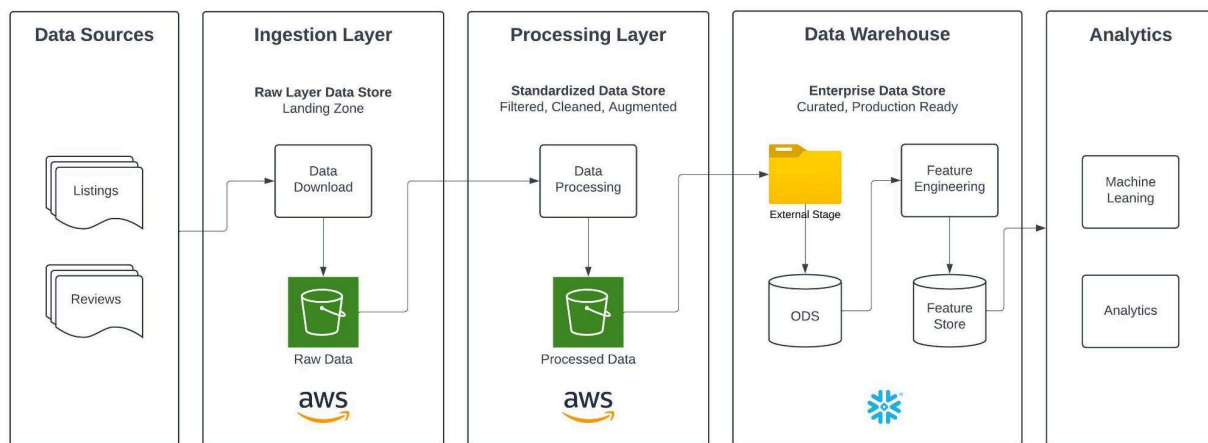 Data Sources
Ingestion Layer
Processing Layer
Data Warehouse
Analytics
Raw Layer Data Store
Landing Zone
Standardized Data Store
Filtered, Cleaned, Augmented
Enterprise Data Store
Curated, Production Ready
Listings
Reviews
Data
Download
Raw Data
aws
Data
Processing
Processed Data
aws
External Stage
ODS
Feature
Engineering
Feature
Store
Machine
Leaning
Analytics